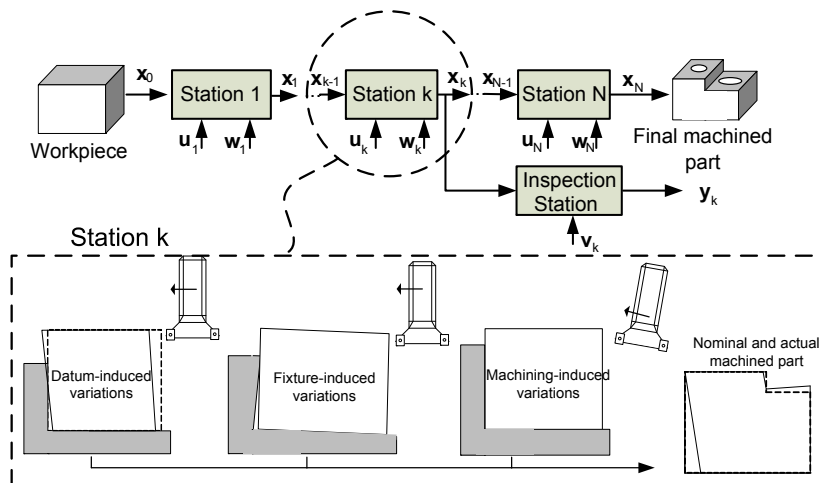 x0
Station 1
x1
xk-1
Station k
xk
xN-1
Station N
xN
u1
w1
uk
wk
uN
wN
Workpiece
Final machined
part
Inspection
Station
yk
vk
Station k
Datum-induced
variations
Fixture-induced
variations
Machining-induced
variations
Nominal and actual
machined part